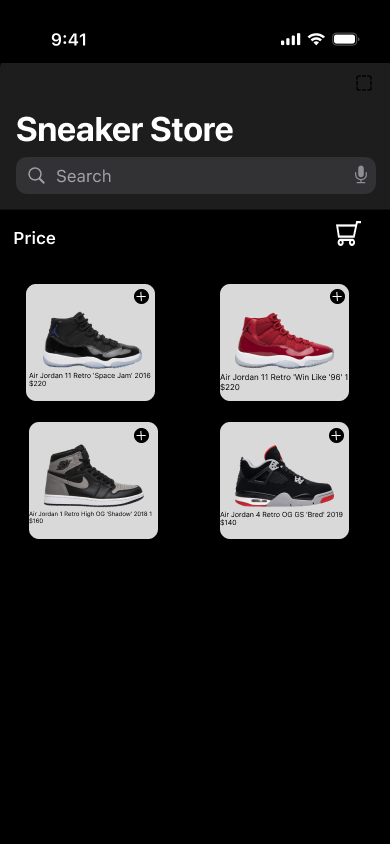 9:41
Sneaker Store
Search
Price
Air Jordan 11 Retro 'Space Jam' 2016
$220
Air Jordan 11 Retro 'Win Like '96' 1
$220
Air Jordan 1 Retro High OG 'Shadow' 2018 1
$160
Air Jordan 4 Retro OG GS 'Bred' 2019
$140